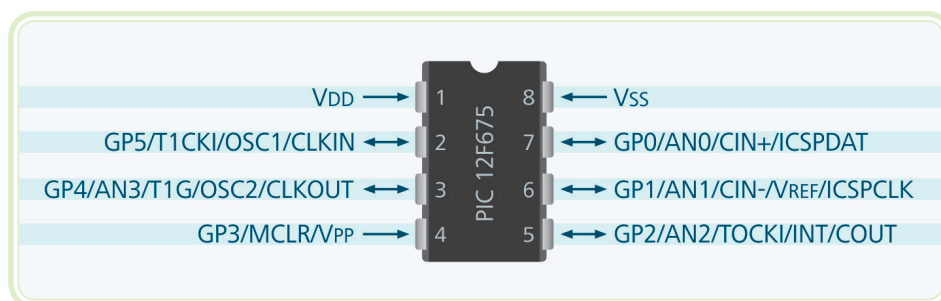 VDD 1 8 VSS
GP5/T1CKI/OSC1/CLKIN 2 7 GP0/AN0/CIN+/ICSPDAT
GP4/AN3/T1G/OSC2/CLKOUT 3 6 GP1/AN1/CIN-/VREF/ICSPCLK
GP3/MCLR/VPP 4 5 GP2/AN2/TOCKI/INT/COUT
PIC 12F675